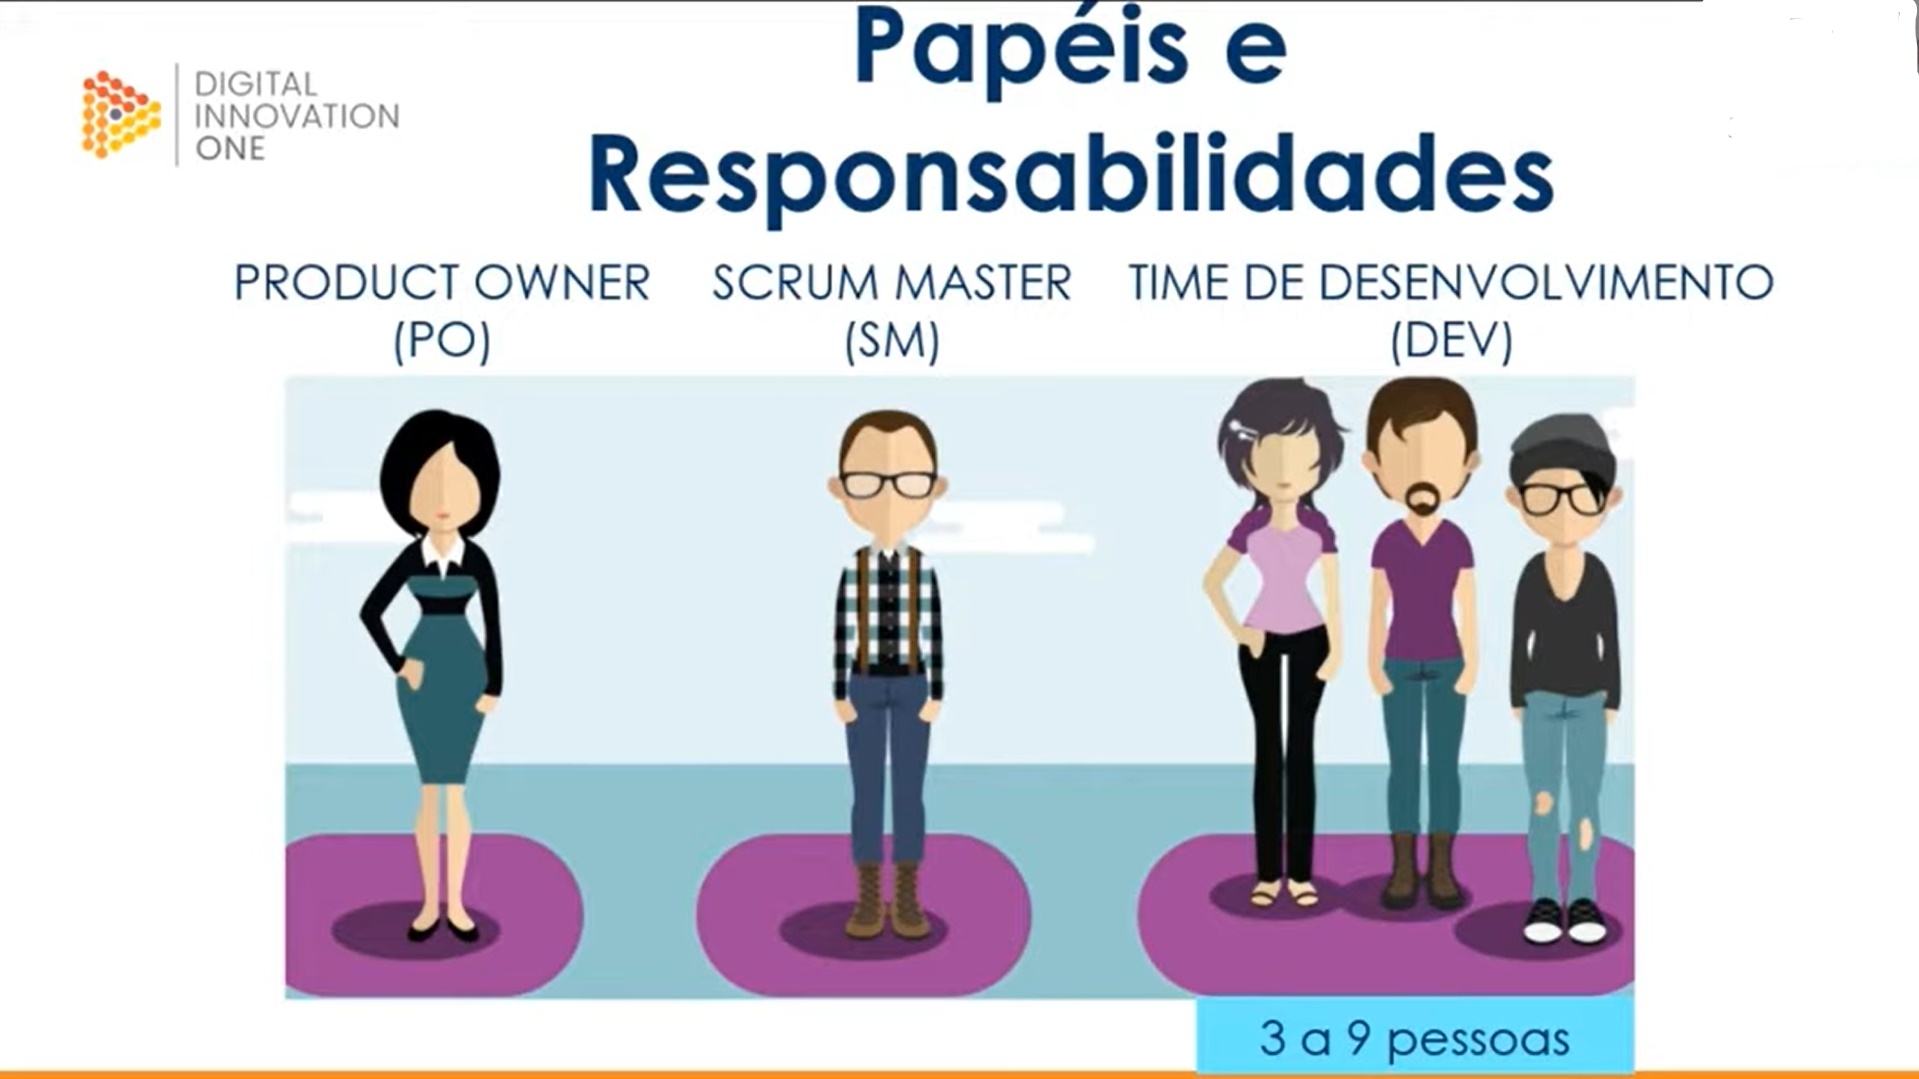 Papéis e
Responsabilidades
DIGITAL
INNOVATION
ONE
PRODUCT OWNER
(PO)
SCRUM MASTER
(SM)
TIME DE DESENVOLVIMENTO
(DEV)
3 a 9 pessoas